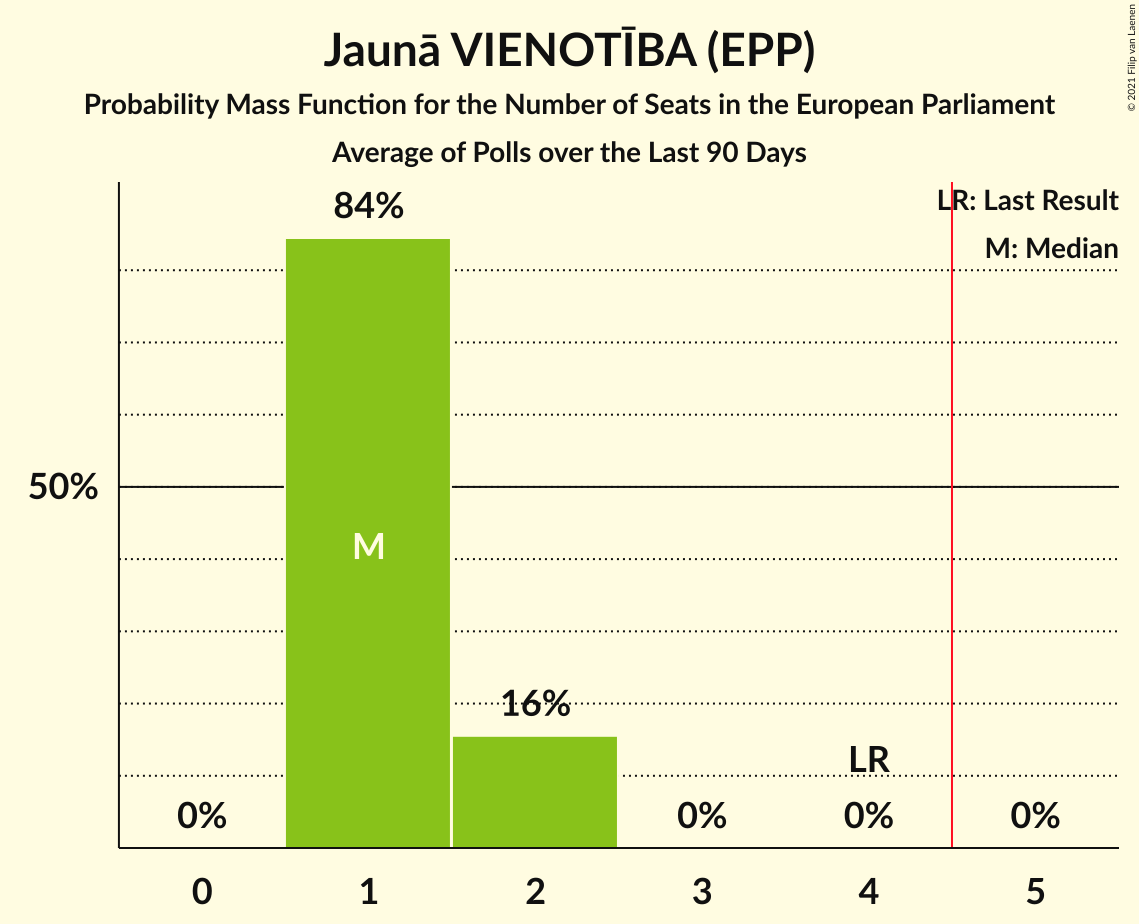 Jaunā VIENOTĪBA (EPP)
Probability Mass Function for the Number of Seats in the European Parliament
Average of Polls over the Last 90 Days
© 2021 Filip van Laenen
LR: Last Result
M: Median
84%
50%
M
16%
LR
0%
0%
0%
0%
0 1 2 3 4 5